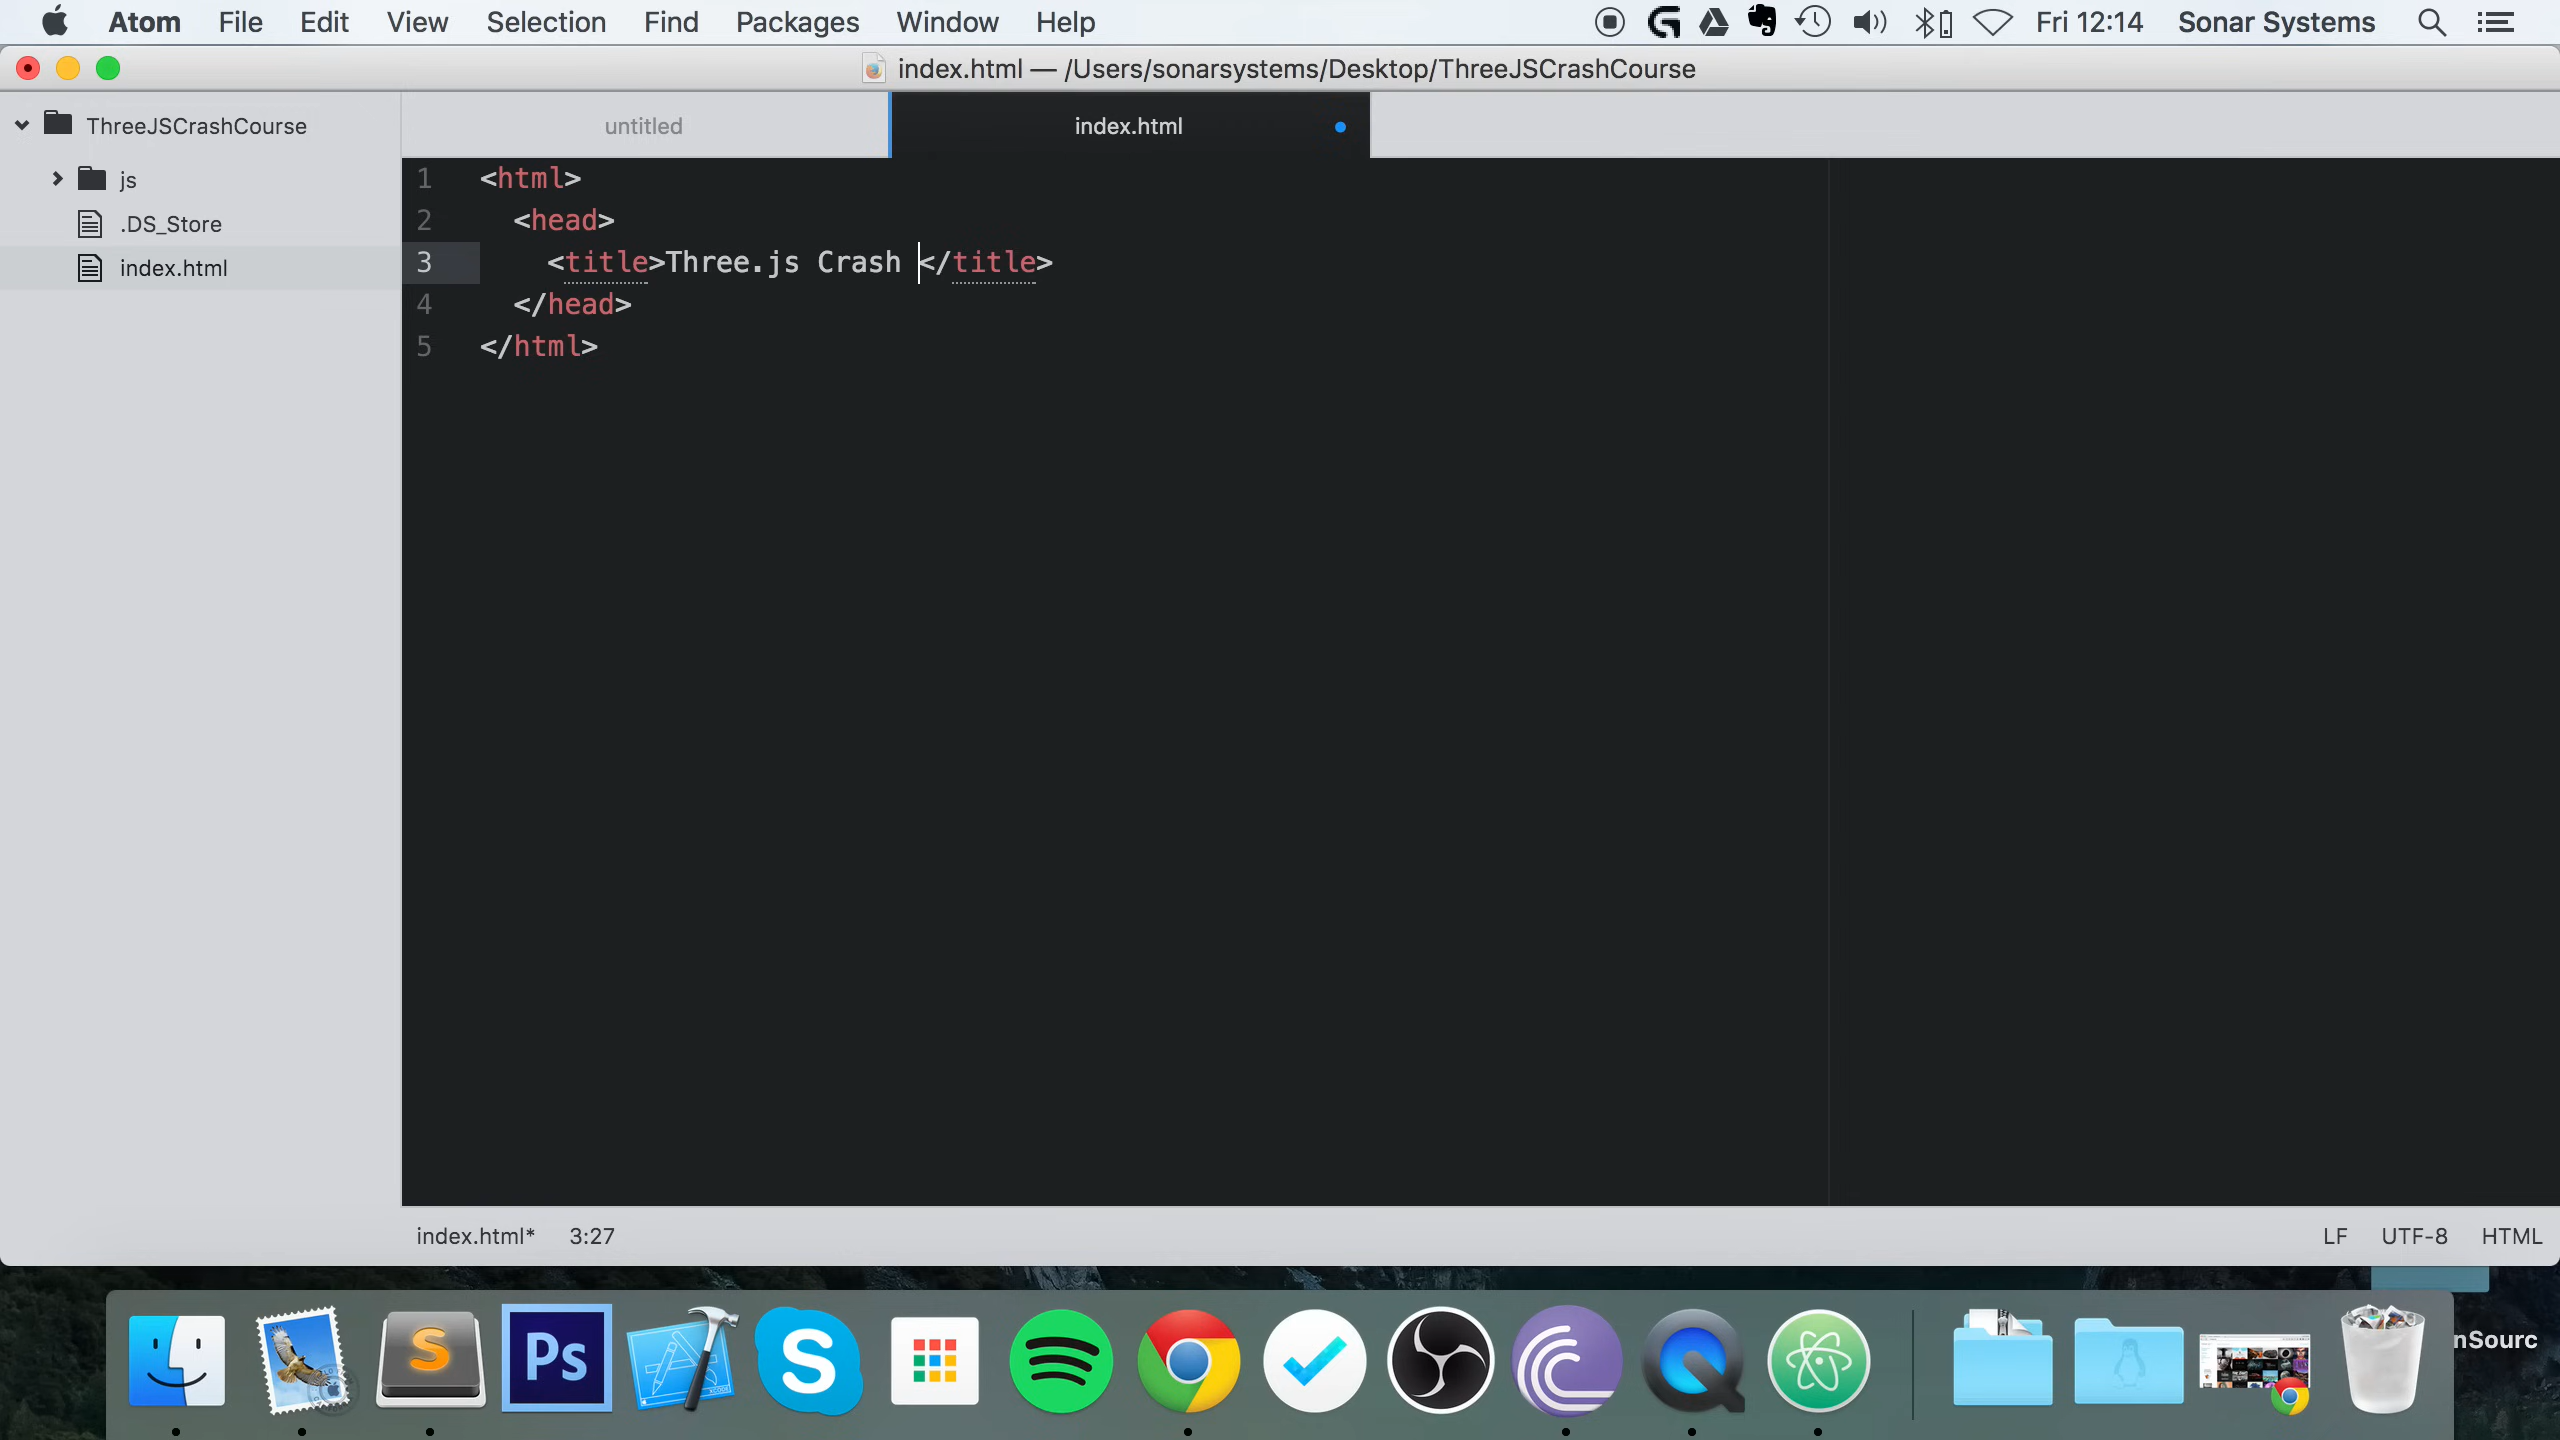 Atom File Edit View Selection Find Packages Window Help Fri 12:14 Sonar Systems
index.html — /Users/sonarsystems/Desktop/ThreeJSCrashCourse
ThreeJSCrashCourse
js
.DS_Store
index.html
untitled index.html
1 <html>
2 <head>
3 <title>Three.js Crash </title>
4 </head>
5 </html>
index.html* 3:27 LF UTF-8 HTML
S Ps S
nSourc